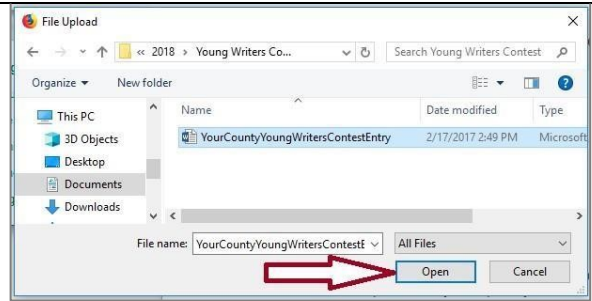 File Upload
« 2018 › Young Writers Co...
Search Young Writers Contest
Organize
New folder
Name
Date modified
Type
This PC
3D Objects
Desktop
Documents
Downloads
YourCountyYoungWritersContestEntry
2/17/2017 2:49 PM
Microsoft
File name:
YourCountyYoungWritersContestE
All Files
Open
Cancel